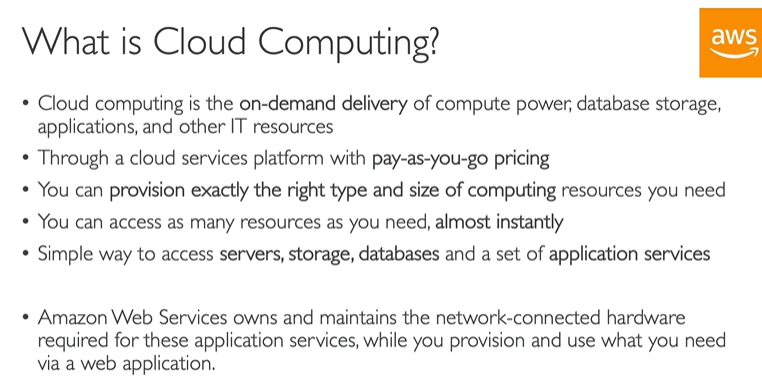 What is Cloud Computing?
aws
• Cloud computing is the on-demand delivery of compute power, database storage,
applications, and other IT resources
• Through a cloud services platform with pay-as-you-go pricing
• You can provision exactly the right type and size of computing resources you need
• You can access as many resources as you need, almost instantly
• Simple way to access servers, storage, databases and a set of application services
• Amazon Web Services owns and maintains the network-connected hardware
required for these application services, while you provision and use what you need
via a web application.